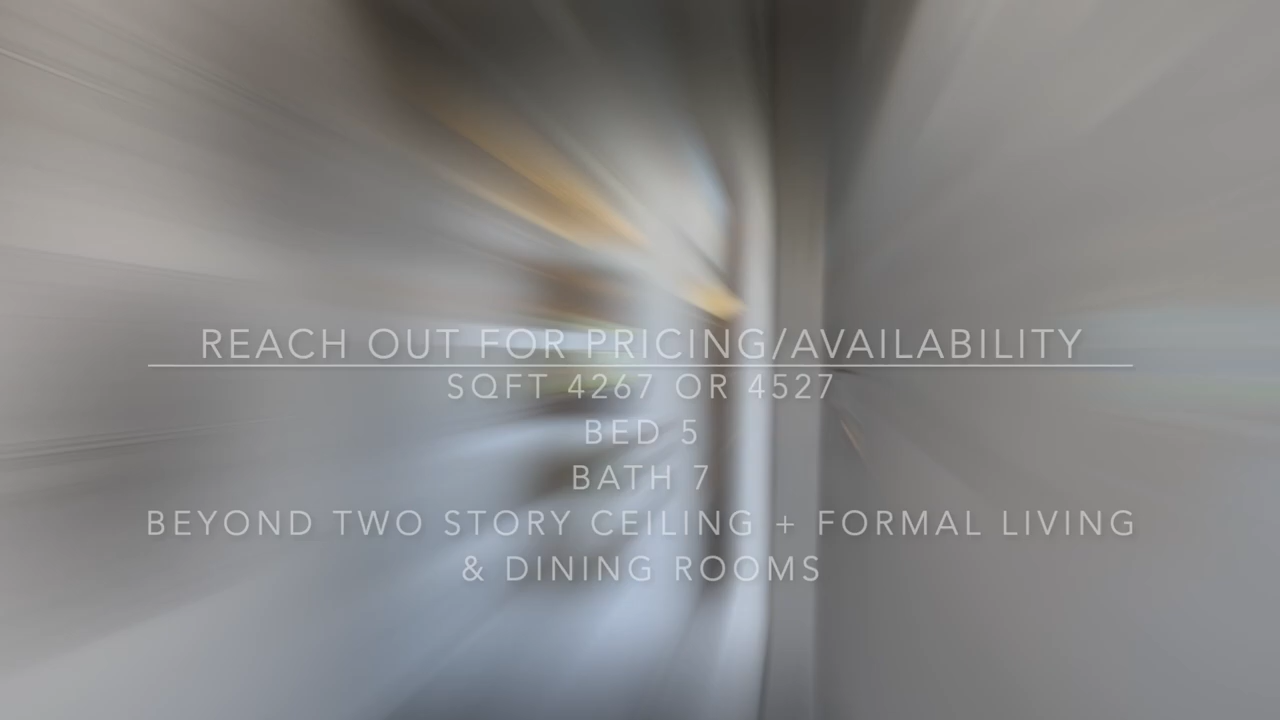 REACH OUT FOR PRICING/AVAILABILITY
SQFT 4267 OR 4527
BED 5
BATH 7
BEYOND TWO STORY CEILING + FORMAL LIVING
& DINING ROOMS